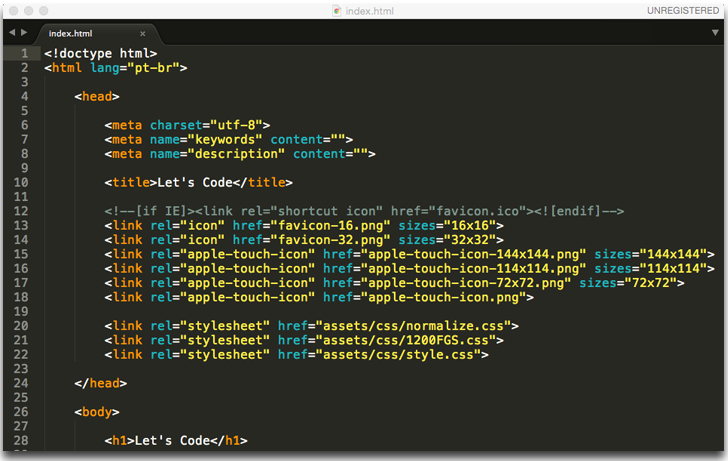 index.html
UNREGISTERED
index.html ×
1 <!doctype html>
2 <html lang="pt-br">
3
4 <head>
5
6 <meta charset="utf-8">
7 <meta name="keywords" content="">
8 <meta name="description" content="">
9
10 <title>Let's Code</title>
11
12 <!--[if IE]><link rel="shortcut icon" href="favicon.ico"><![endif]-->
13 <link rel="icon" href="favicon-16.png" sizes="16x16">
14 <link rel="icon" href="favicon-32.png" sizes="32x32">
15 <link rel="apple-touch-icon" href="apple-touch-icon-144x144.png" sizes="144x144">
16 <link rel="apple-touch-icon" href="apple-touch-icon-114x114.png" sizes="114x114">
17 <link rel="apple-touch-icon" href="apple-touch-icon-72x72.png" sizes="72x72">
18 <link rel="apple-touch-icon" href="apple-touch-icon.png">
19
20 <link rel="stylesheet" href="assets/css/normalize.css">
21 <link rel="stylesheet" href="assets/css/1200FGS.css">
22 <link rel="stylesheet" href="assets/css/style.css">
23
24 </head>
25
26 <body>
27
28 <h1>Let's Code</h1>